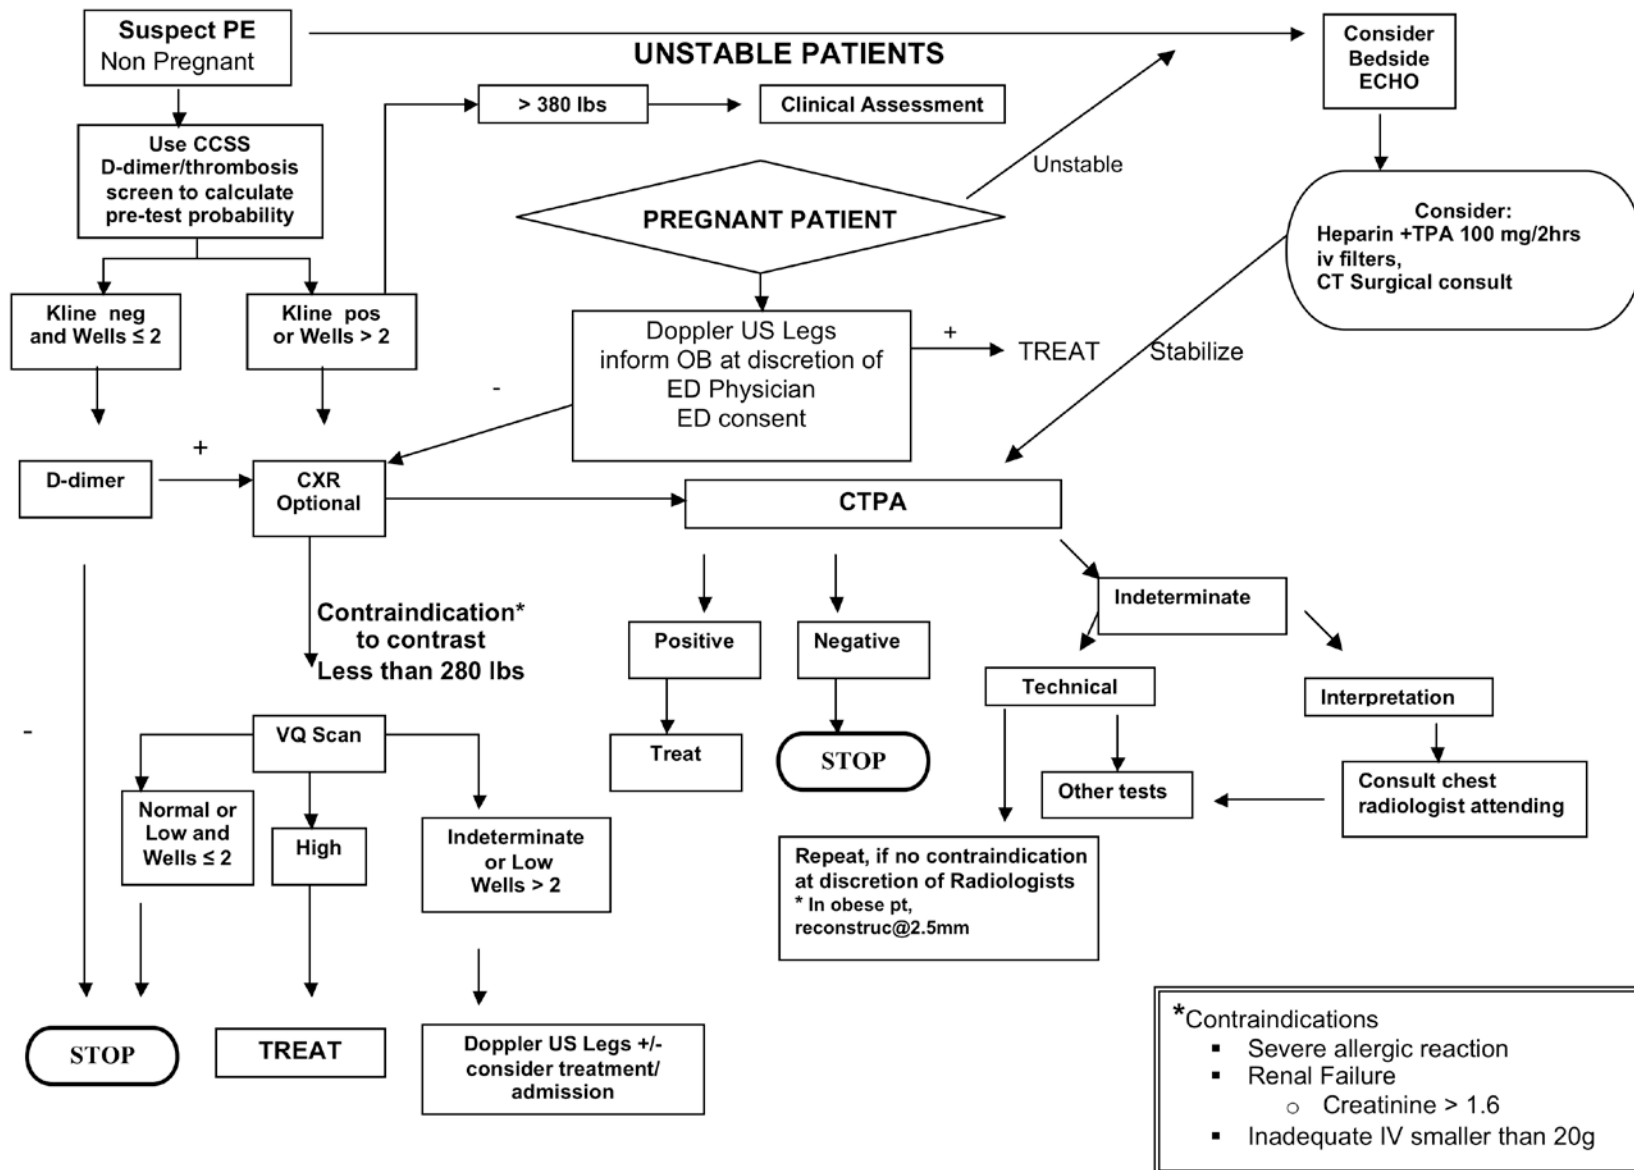 Suspect PE
Non Pregnant
UNSTABLE PATIENTS
Consider
Bedside
ECHO
> 380 lbs
Clinical Assessment
Use CCSS
D-dimer/thrombosis
screen to calculate
pre-test probability
Unstable
PREGNANT PATIENT
Consider:
Heparin +TPA 100 mg/2hrs
iv filters,
CT Surgical consult
Kline neg
and Wells ≤ 2
Kline pos
or Wells > 2
Doppler US Legs
inform OB at discretion of
ED Physician
ED consent
+
TREAT
Stabilize
-
+
D-dimer
CXR
Optional
CTPA
Contraindication*
to contrast
Less than 280 lbs
Positive
Negative
Indeterminate
Technical
Interpretation
-
VQ Scan
Treat
STOP
Other tests
Consult chest
radiologist attending
Normal or
Low and
Wells ≤ 2
High
Indeterminate
or Low
Wells > 2
Repeat, if no contraindication
at discretion of Radiologists
* In obese pt,
reconstruc@2.5mm
STOP
TREAT
Doppler US Legs +/-
consider treatment/
admission
*Contraindications
▪ Severe allergic reaction
▪ Renal Failure
o Creatinine > 1.6
▪ Inadequate IV smaller than 20g